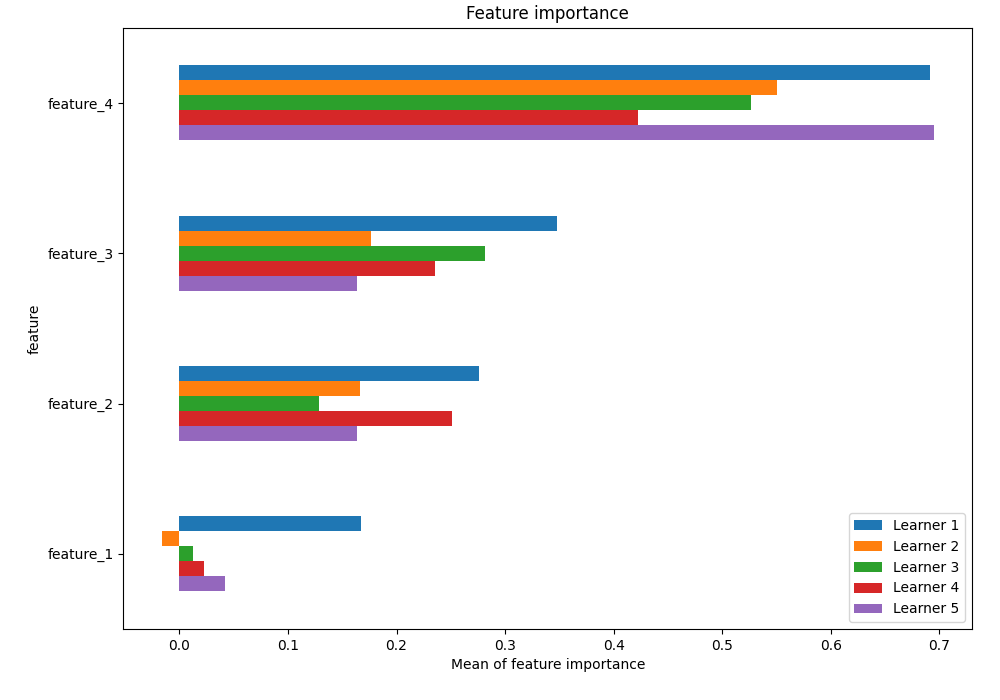 Feature importance
feature_4
feature_3
feature_2
feature_1
feature
0.0 0.1 0.2 0.3 0.4 0.5 0.6 0.7
Mean of feature importance
Learner 1
Learner 2
Learner 3
Learner 4
Learner 5